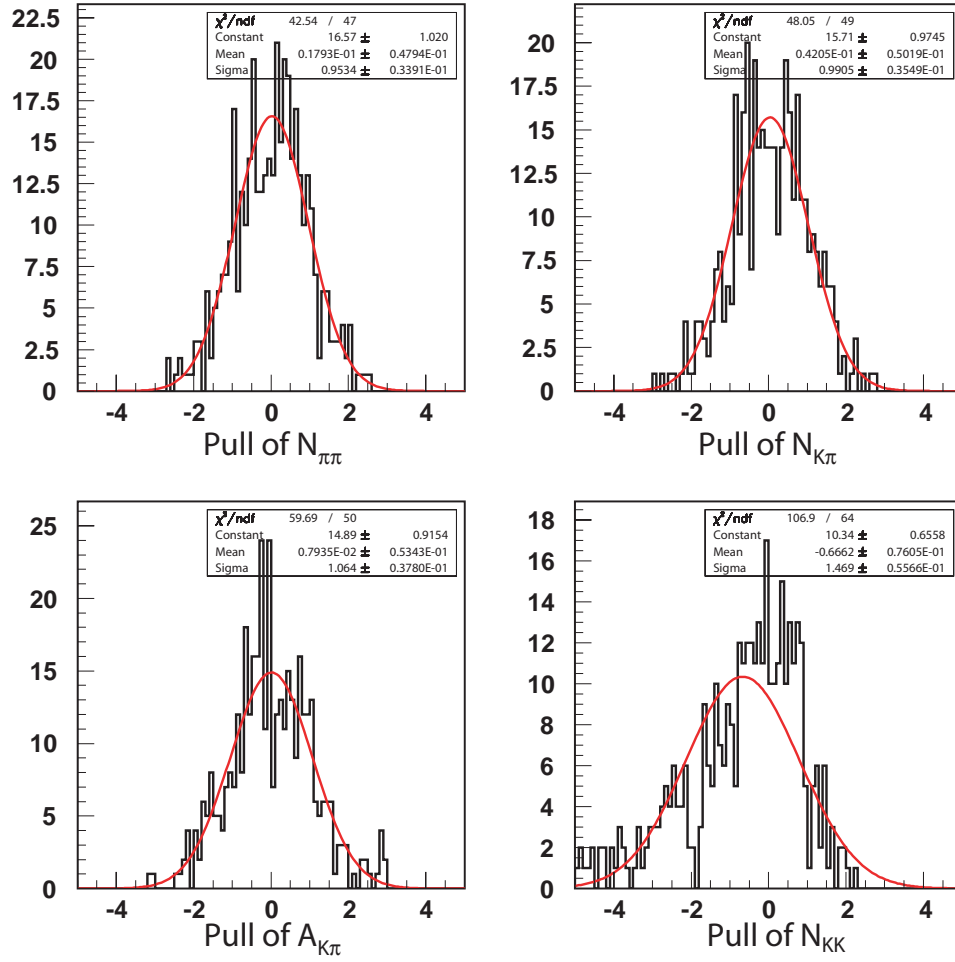 χ²/ndf 42.54 / 47
Constant 16.57 ± 1.020
Mean 0.1793E-01 ± 0.4794E-01
Sigma 0.9534 ± 0.3391E-01
22.5
20
17.5
15
12.5
10
7.5
5
2.5
0
-4 -2 0 2 4
Pull of Nππ
χ²/ndf 48.05 / 49
Constant 15.71 ± 0.9745
Mean 0.4205E-01 ± 0.5019E-01
Sigma 0.9905 ± 0.3549E-01
20
17.5
15
12.5
10
7.5
5
2.5
0
-4 -2 0 2 4
Pull of NKπ
χ²/ndf 59.69 / 50
Constant 14.89 ± 0.9154
Mean 0.7935E-02 ± 0.5343E-01
Sigma 1.064 ± 0.3780E-01
25
20
15
10
5
0
-4 -2 0 2 4
Pull of AKπ
χ²/ndf 106.9 / 64
Constant 10.34 ± 0.6558
Mean -0.6662 ± 0.7605E-01
Sigma 1.469 ± 0.5566E-01
18
16
14
12
10
8
6
4
2
0
-4 -2 0 2 4
Pull of NKK